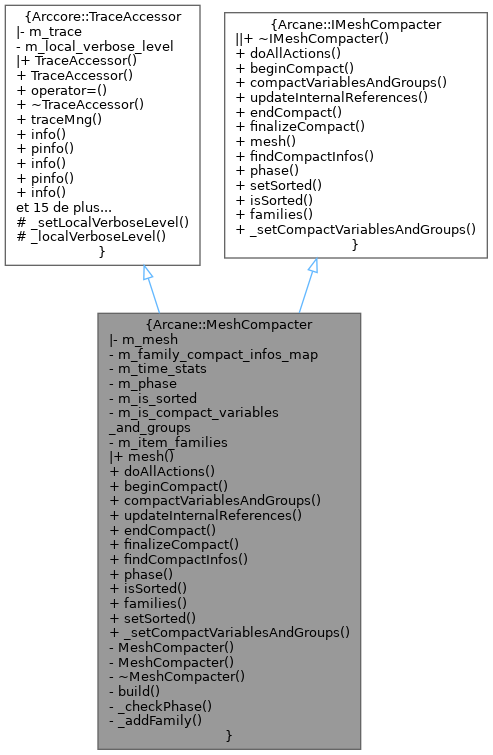 {Arccore::TraceAccessor
|- m_trace
- m_local_verbose_level
|+ TraceAccessor()
+ TraceAccessor()
+ operator=()
+ ~TraceAccessor()
+ traceMng()
+ info()
+ pinfo()
+ info()
+ pinfo()
+ info()
et 15 de plus...
# _setLocalVerboseLevel()
# _localVerboseLevel()
}
{Arcane::IMeshCompacter
||+ ~IMeshCompacter()
+ doAllActions()
+ beginCompact()
+ compactVariablesAndGroups()
+ updateInternalReferences()
+ endCompact()
+ finalizeCompact()
+ mesh()
+ findCompactInfos()
+ phase()
+ setSorted()
+ isSorted()
+ families()
+ _setCompactVariablesAndGroups()
}
{Arcane::MeshCompacter
|- m_mesh
- m_family_compact_infos_map
- m_time_stats
- m_phase
- m_is_sorted
- m_is_compact_variables
_and_groups
- m_item_families
|+ mesh()
+ doAllActions()
+ beginCompact()
+ compactVariablesAndGroups()
+ updateInternalReferences()
+ endCompact()
+ finalizeCompact()
+ findCompactInfos()
+ phase()
+ isSorted()
+ families()
+ setSorted()
+ _setCompactVariablesAndGroups()
- MeshCompacter()
- MeshCompacter()
- ~MeshCompacter()
- build()
- _checkPhase()
- _addFamily()
}